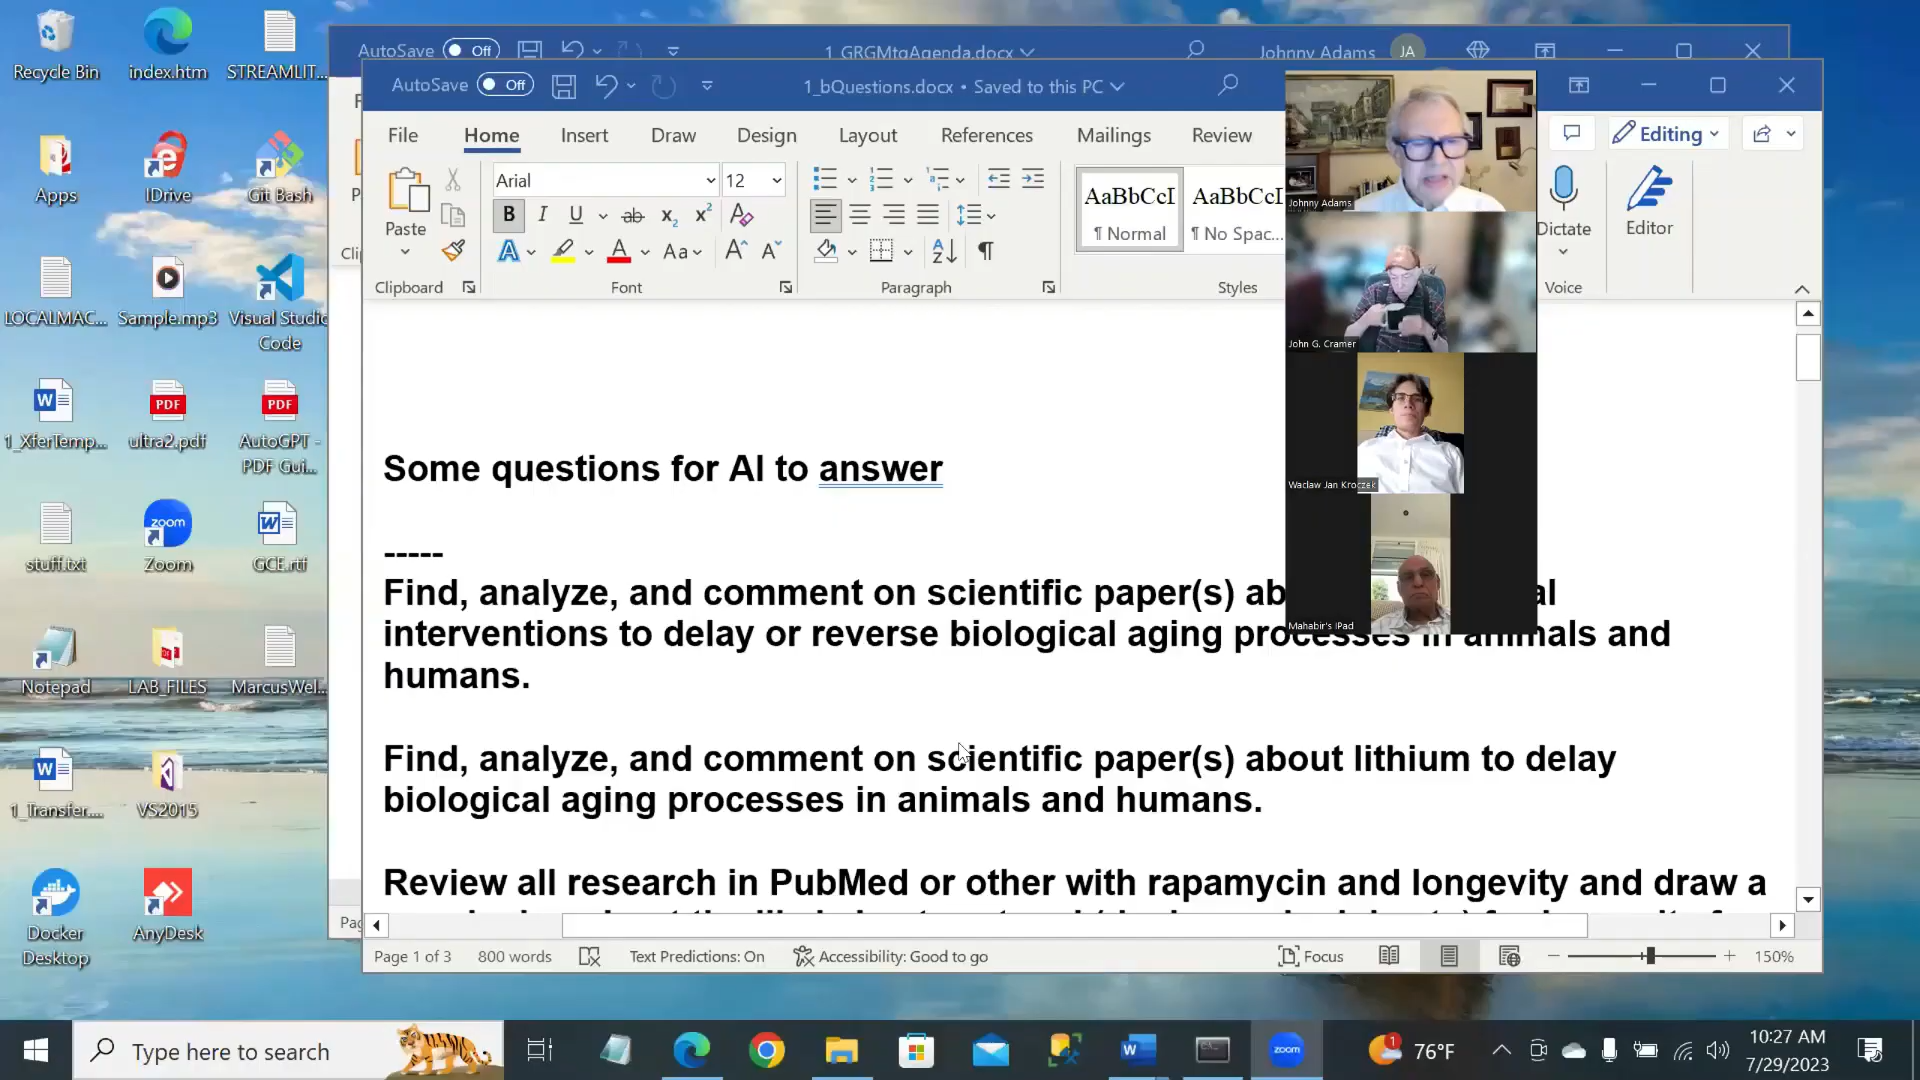 Recycle Bin
index.htm
STREAMLIT...
Apps
IDrive
Git Bash
LOCALMAC...
Sample.mp3
Visual Studio
Code
1_XferTemp...
ultra2.pdf
AutoGPT -
PDF Gui...
stuff.txt
Zoom
GCE.rtf
Notepad
LAB_FILES
MarcusWel...
1_Transfer....
VS2015
Docker
Desktop
AnyDesk
AutoSave Off 1_GRGMtgAgenda.docx Johnny Adams JA
AutoSave Off 1_bQuestions.docx • Saved to this PC
File Home Insert Draw Design Layout References Mailings Review Editing
Arial 12
Paste
AaBbCcI AaBbCcI
¶ Normal ¶ No Spac...
Dictate Editor
Clipboard Font Paragraph Styles Voice
Johnny Adams
John G. Cramer
Waclaw Jan Kroczek
Mahabir's IPad
Some questions for AI to answer
-----
Find, analyze, and comment on scientific paper(s) ab al
interventions to delay or reverse biological aging processes in animals and
humans.
Find, analyze, and comment on scientific paper(s) about lithium to delay
biological aging processes in animals and humans.
Review all research in PubMed or other with rapamycin and longevity and draw a
Page 1 of 3 800 words Text Predictions: On Accessibility: Good to go Focus 150%
Type here to search
zoom
1
76°F
10:27 AM
7/29/2023